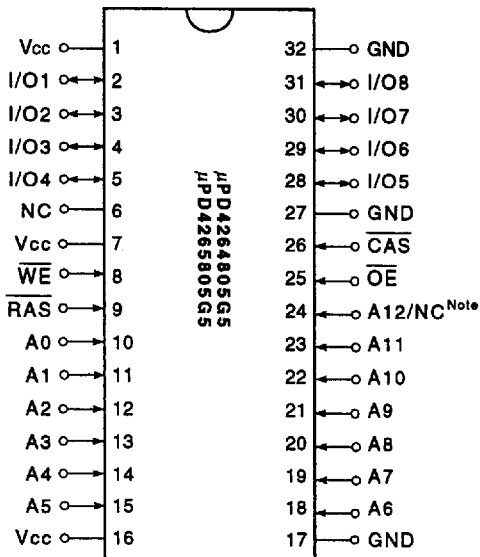 Vcc 1 32 GND
I/O1 2 31 I/O8
I/O2 3 30 I/O7
I/O3 4 29 I/O6
I/O4 5 28 I/O5
NC 6 27 GND
Vcc 7 26 CAS
WE 8 25 OE
RAS 9 24 A12/NC Note
A0 10 23 A11
A1 11 22 A10
A2 12 21 A9
A3 13 20 A8
A4 14 19 A7
A5 15 18 A6
Vcc 16 17 GND
µPD4264805G5
µPD4265805G5